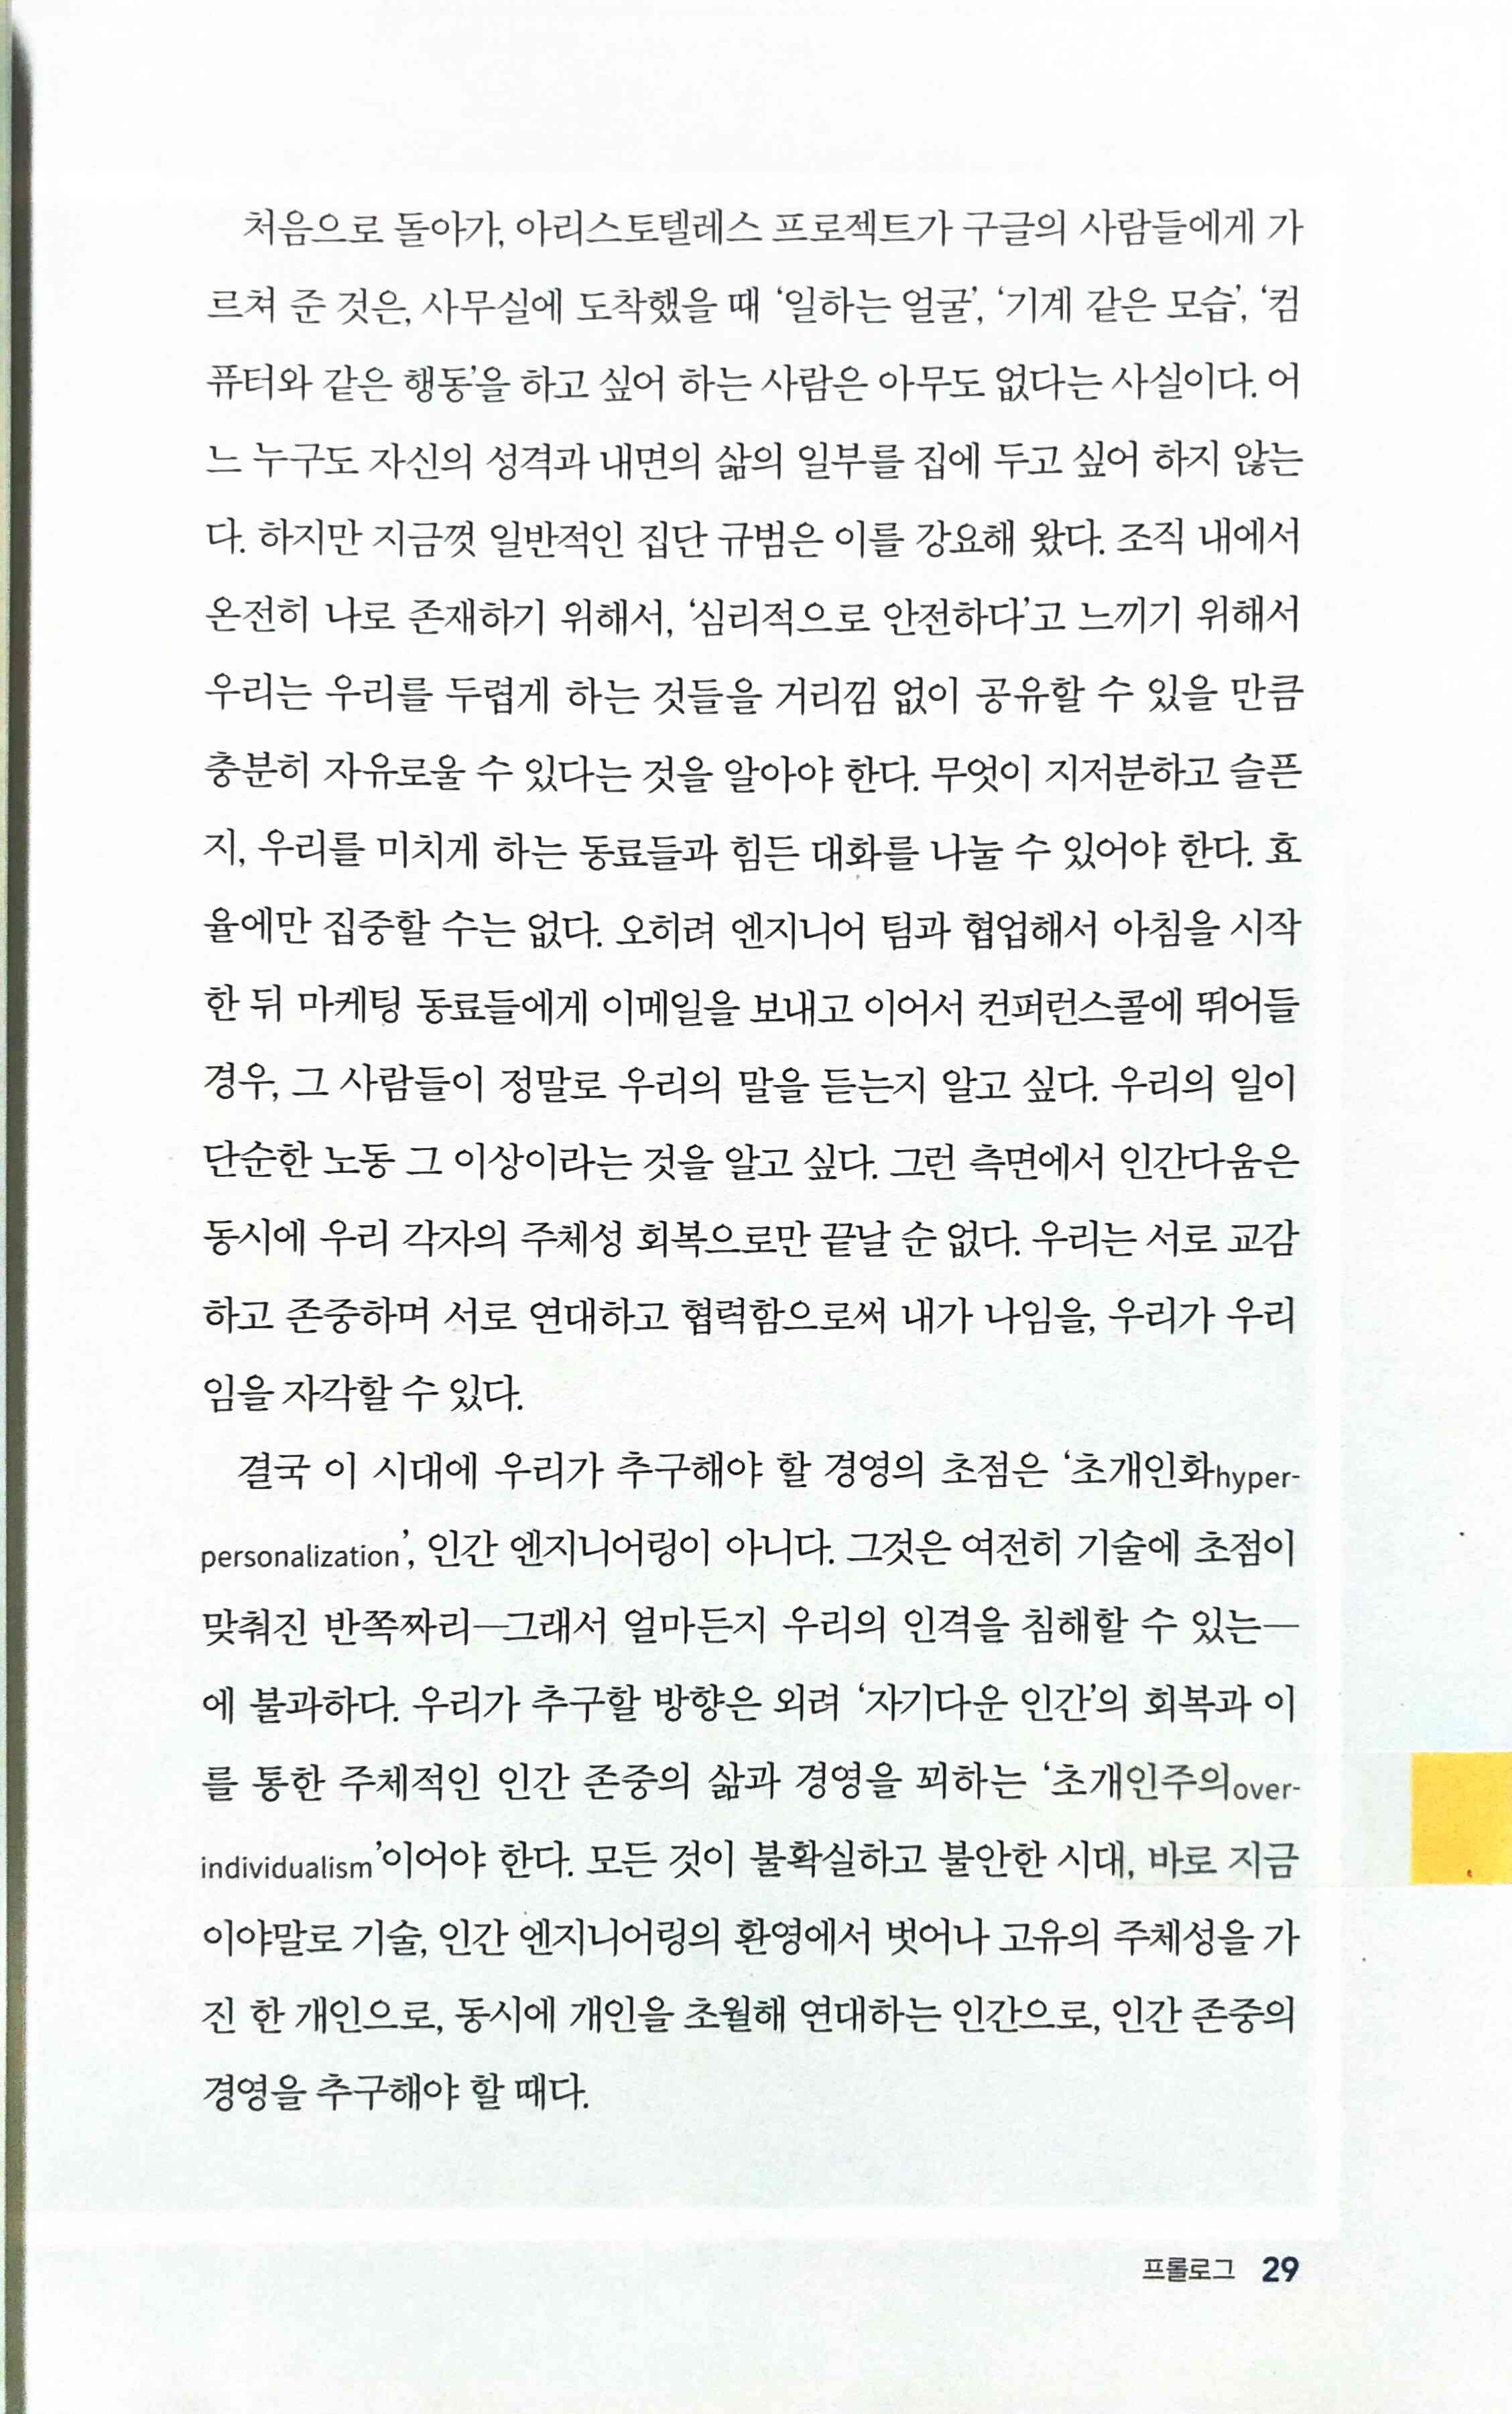 처음으로 돌아가, 아리스토텔레스 프로젝트가 구글의 사람들에게 가
르쳐 준 것은, 사무실에 도착했을 때 ‘일하는 얼굴’, ‘기계 같은 모습’, ‘컴
퓨터와 같은 행동’을 하고 싶어 하는 사람은 아무도 없다는 사실이다. 어
느 누구도 자신의 성격과 내면의 삶의 일부를 집에 두고 싶어 하지 않는
다. 하지만 지금껏 일반적인 집단 규범은 이를 강요해 왔다. 조직 내에서
온전히 나로 존재하기 위해서, ‘심리적으로 안전하다’고 느끼기 위해서
우리는 우리를 두렵게 하는 것들을 거리낌 없이 공유할 수 있을 만큼
충분히 자유로울 수 있다는 것을 알아야 한다. 무엇이 지저분하고 슬픈
지, 우리를 미치게 하는 동료들과 힘든 대화를 나눌 수 있어야 한다. 효
율에만 집중할 수는 없다. 오히려 엔지니어 팀과 협업해서 아침을 시작
한 뒤 마케팅 동료들에게 이메일을 보내고 이어서 컨퍼런스콜에 뛰어들
경우, 그 사람들이 정말로 우리의 말을 듣는지 알고 싶다. 우리의 일이
단순한 노동 그 이상이라는 것을 알고 싶다. 그런 측면에서 인간다움은
동시에 우리 각자의 주체성 회복으로만 끝날 순 없다. 우리는 서로 교감
하고 존중하며 서로 연대하고 협력함으로써 내가 나임을, 우리가 우리
임을 자각할 수 있다.
결국 이 시대에 우리가 추구해야 할 경영의 초점은 ‘초개인화hyper-
personalization’, 인간 엔지니어링이 아니다. 그것은 여전히 기술에 초점이
맞춰진 반쪽짜리—그래서 얼마든지 우리의 인격을 침해할 수 있는—
에 불과하다. 우리가 추구할 방향은 외려 ‘자기다운 인간’의 회복과 이
를 통한 주체적인 인간 존중의 삶과 경영을 꾀하는 ‘초개인주의over-
individualism’이어야 한다. 모든 것이 불확실하고 불안한 시대, 바로 지금
이야말로 기술, 인간 엔지니어링의 환영에서 벗어나 고유의 주체성을 가
진 한 개인으로, 동시에 개인을 초월해 연대하는 인간으로, 인간 존중의
경영을 추구해야 할 때다.
프롤로그 29